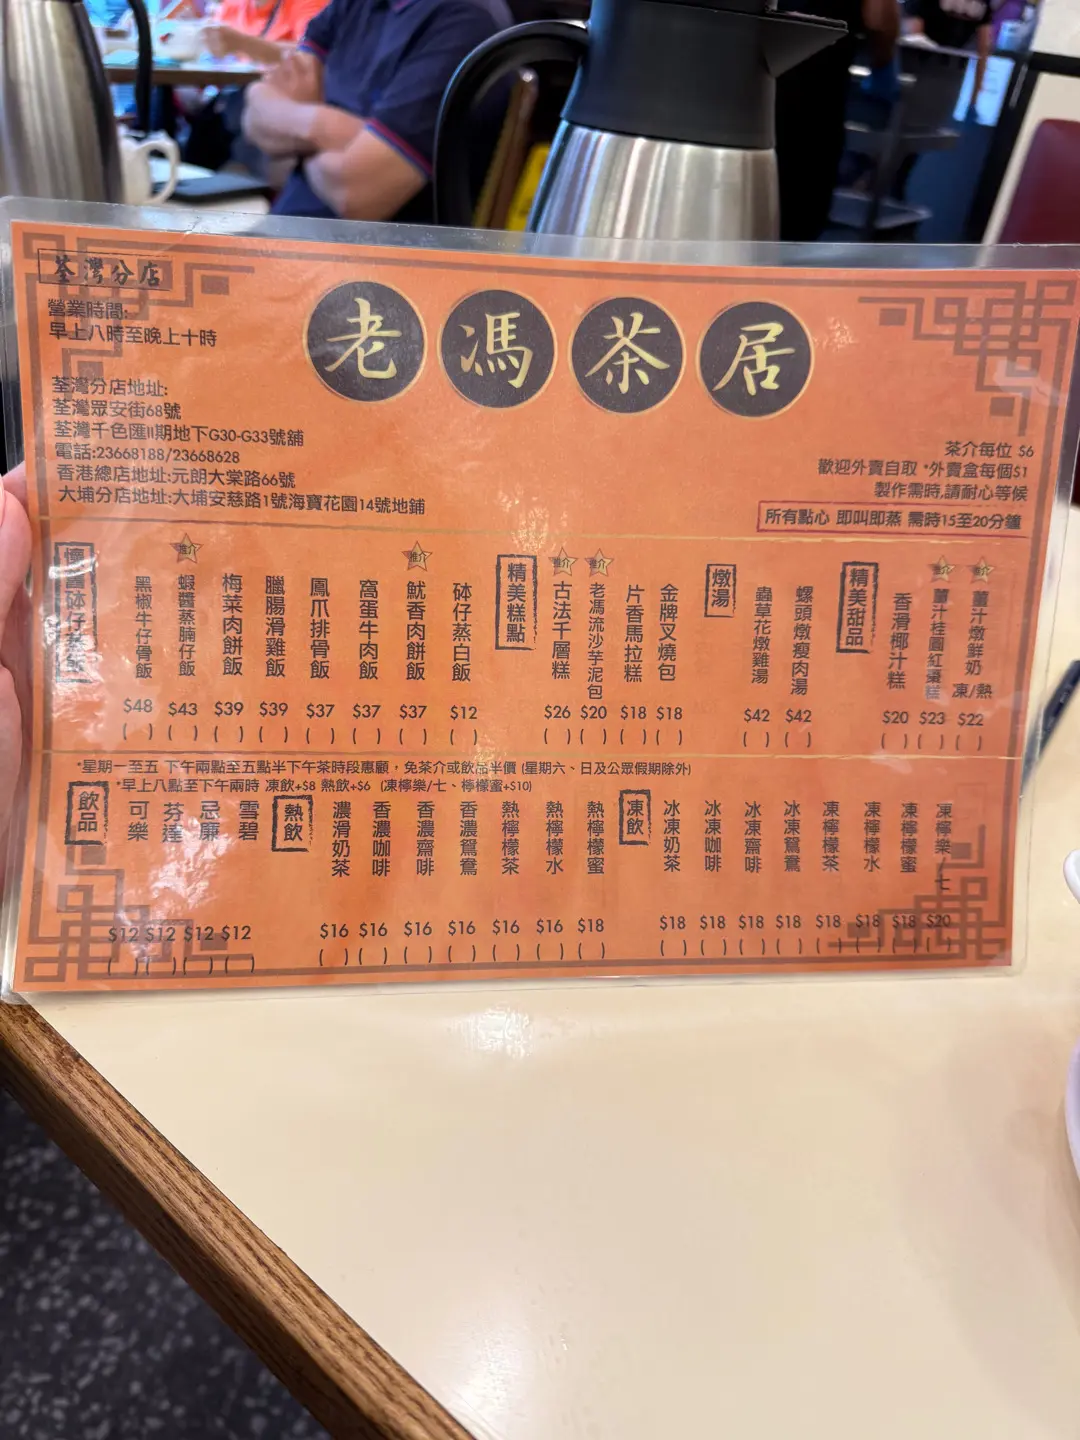 荃灣分店
營業時間:
早上八時至晚上十時
老馮茶居
荃灣分店地址:
荃灣眾安街68號
荃灣千色匯II期地下G30-G33號舖
電話:23668188/23668628
香港總店地址:元朗大棠路66號
大埔分店地址:大埔安慈路1號海寶花園14號地舖
茶介每位 $6
歡迎外賣自取 *外賣盒每個$1
製作需時,請耐心等候
所有點心 即叫即蒸 需時15至20分鐘
懷舊砵仔蒸飯
黑椒牛仔骨飯 $48 ( )
推介 蝦醬蒸腩仔飯 $43 ( )
梅菜肉餅飯 $39 ( )
臘腸滑雞飯 $39 ( )
鳳爪排骨飯 $37 ( )
窩蛋牛肉飯 $37 ( )
推介 魷香肉餅飯 $37 ( )
砵仔蒸白飯 $12 ( )
精美糕點
推介 古法千層糕 $26 ( )
推介 老馮流沙芋泥包 $20 ( )
片香馬拉糕 $18 ( )
金牌叉燒包 $18 ( )
燉湯
蟲草花燉雞湯 $42 ( )
螺頭燉瘦肉湯 $42 ( )
精美甜品
香滑椰汁糕 $20 ( )
推介 薑汁桂圓紅棗糕 $23 ( )
推介 薑汁燉鮮奶 凍/熱 $22 ( )
*星期一至五 下午兩點至五點半下午茶時段惠顧，免茶介或飲品半價 (星期六、日及公眾假期除外)
*早上八點至下午兩時 凍飲+$8 熱飲+$6 (凍檸樂/七、檸檬蜜+$10)
飲品
可樂 $12 ( )
芬達 $12 ( )
忌廉 $12 ( )
雪碧 $12 ( )
熱飲
濃滑奶茶 $16 ( )
香濃咖啡 $16 ( )
香濃齋啡 $16 ( )
香濃鴛鴦 $16 ( )
熱檸檬茶 $16 ( )
熱檸檬水 $16 ( )
熱檸檬蜜 $18 ( )
凍飲
冰凍奶茶 $18 ( )
冰凍咖啡 $18 ( )
冰凍齋啡 $18 ( )
冰凍鴛鴦 $18 ( )
凍檸檬茶 $18 ( )
凍檸檬水 $18 ( )
凍檸檬蜜 $18 ( )
凍檸樂/七 $20 ( )